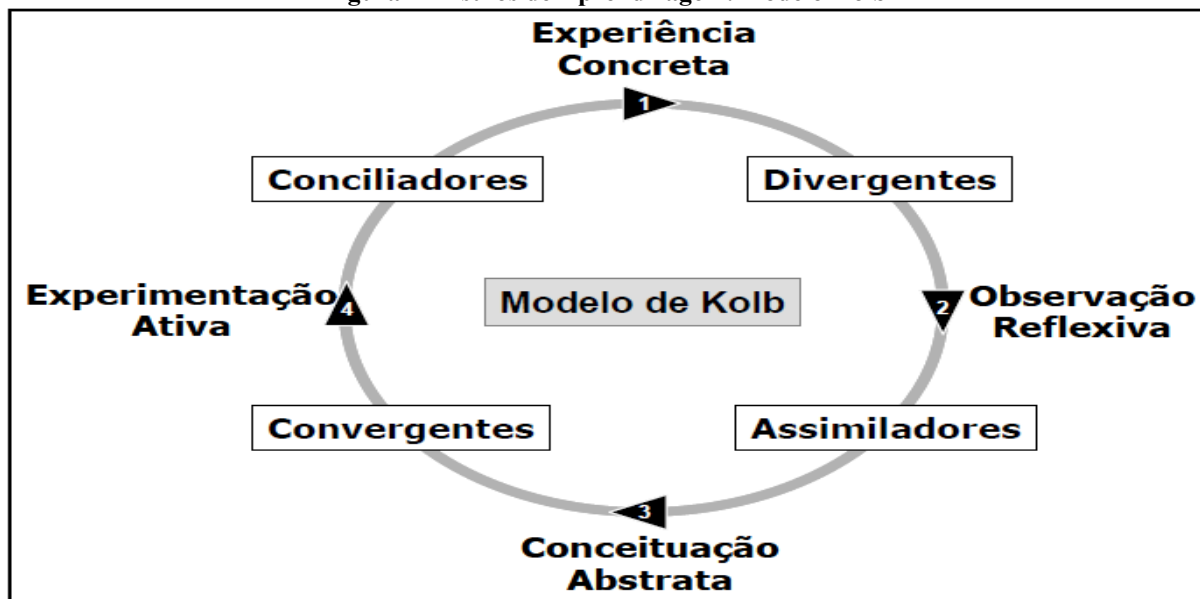 Experiência
Concreta
1
Conciliadores
Divergentes
Experimentação
Ativa
4
Modelo de Kolb
2
Observação
Reflexiva
Convergentes
Assimiladores
3
Conceituação
Abstrata